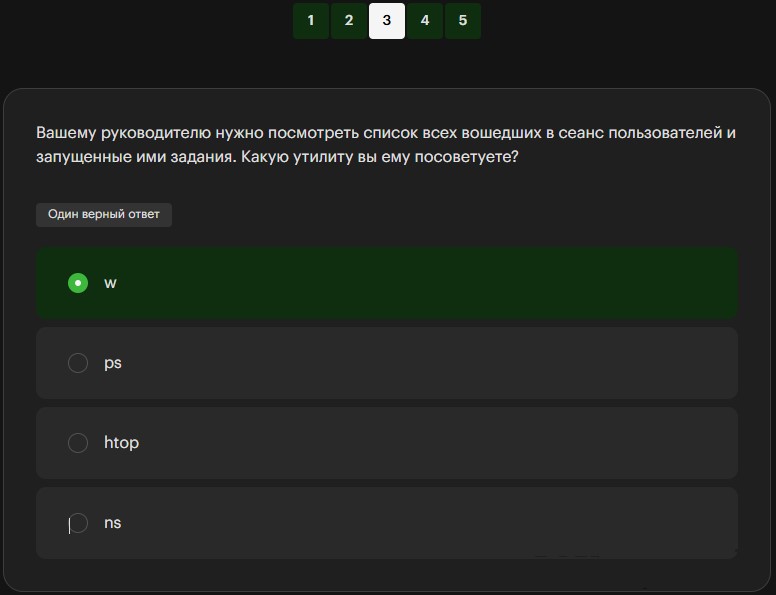 1 2 3 4 5
Вашему руководителю нужно посмотреть список всех вошедших в сеанс пользователей и
запущенные ими задания. Какую утилиту вы ему посоветуете?
Один верный ответ
w
ps
htop
ns